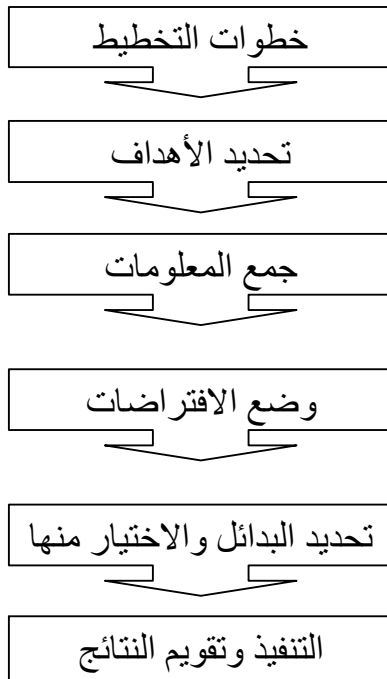 خطوات التخطيط
تحديد الأهداف
جمع المعلومات
وضع الافتراضات
تحديد البدائل والاختيار منها
التنفيذ وتقويم النتائج